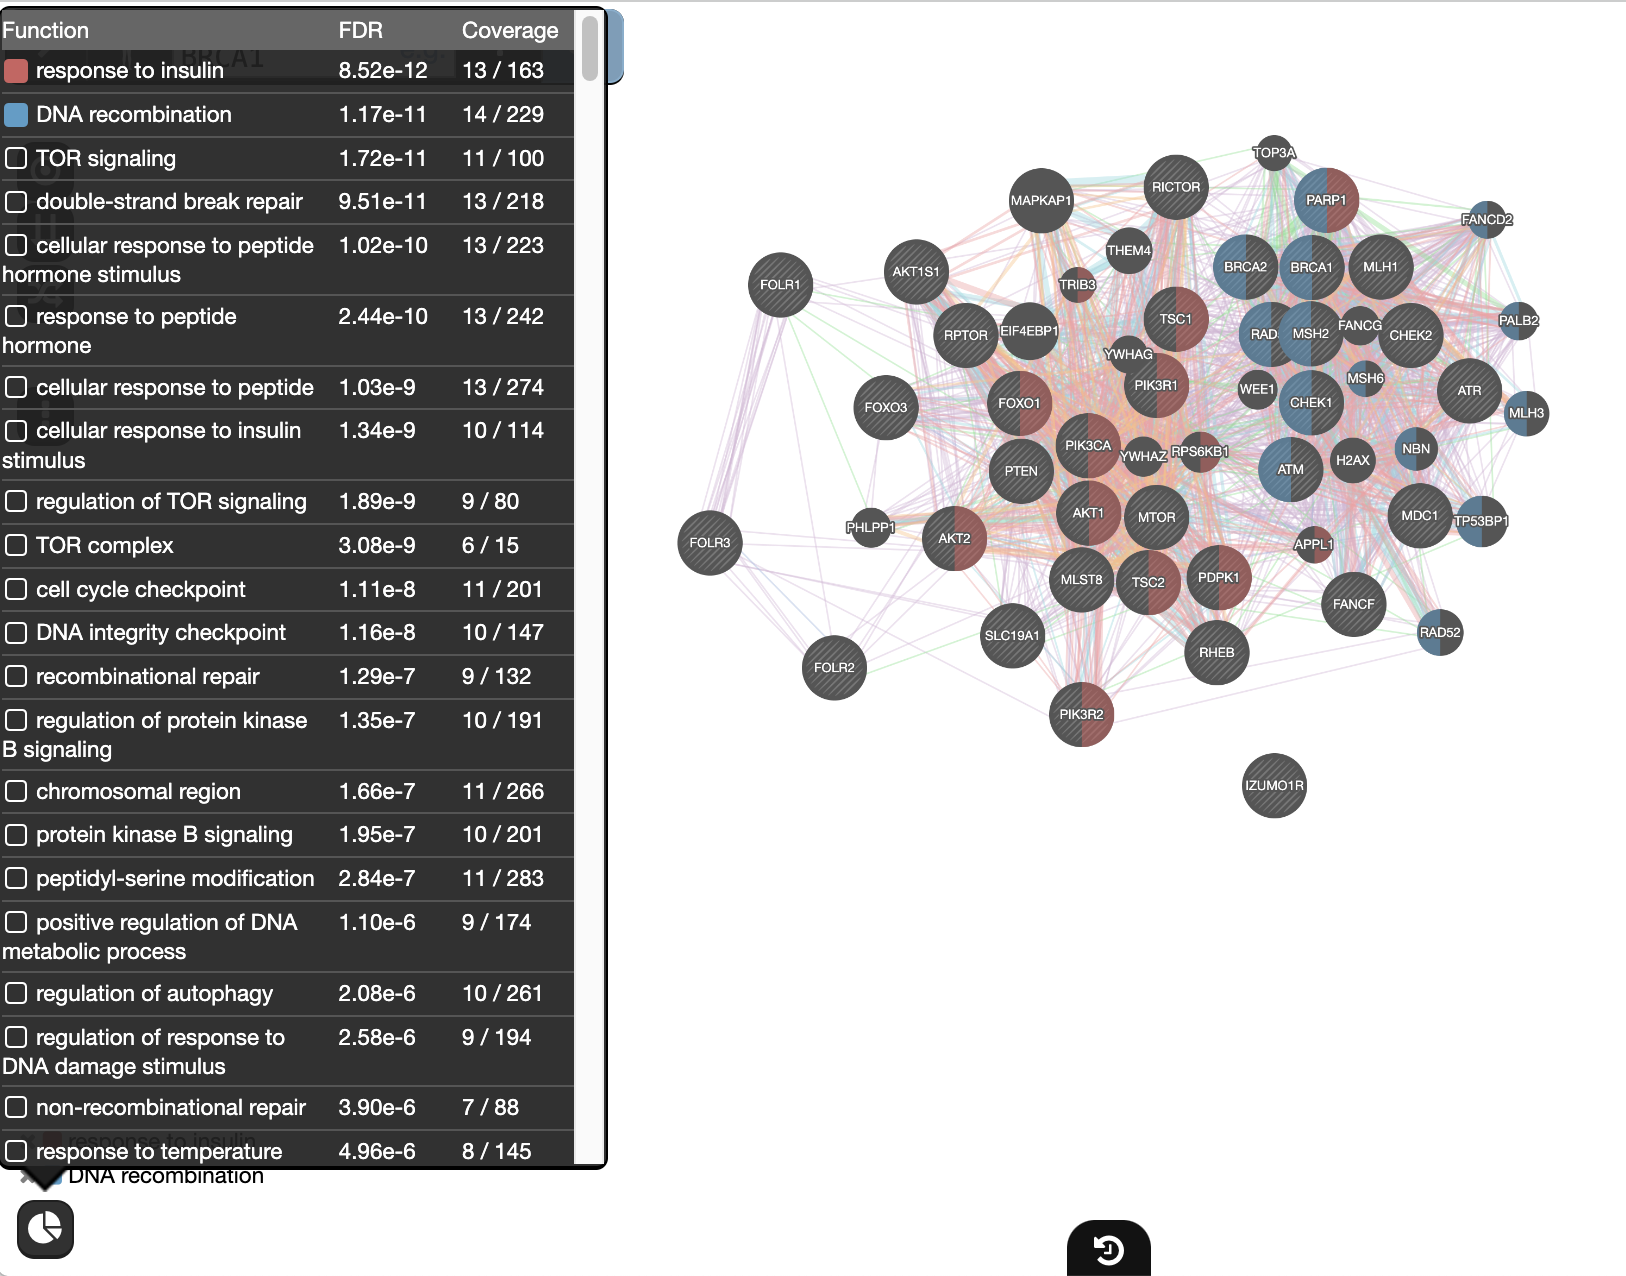 Function FDR Coverage
BRCA1
response to insulin 8.52e-12 13 / 163
DNA recombination 1.17e-11 14 / 229
TOR signaling 1.72e-11 11 / 100
double-strand break repair 9.51e-11 13 / 218
cellular response to peptide 1.02e-10 13 / 223
hormone stimulus
response to peptide 2.44e-10 13 / 242
hormone
cellular response to peptide 1.03e-9 13 / 274
cellular response to insulin 1.34e-9 10 / 114
stimulus
regulation of TOR signaling 1.89e-9 9 / 80
TOR complex 3.08e-9 6 / 15
cell cycle checkpoint 1.11e-8 11 / 201
DNA integrity checkpoint 1.16e-8 10 / 147
recombinational repair 1.29e-7 9 / 132
regulation of protein kinase 1.35e-7 10 / 191
B signaling
chromosomal region 1.66e-7 11 / 266
protein kinase B signaling 1.95e-7 10 / 201
peptidyl-serine modification 2.84e-7 11 / 283
positive regulation of DNA 1.10e-6 9 / 174
metabolic process
regulation of autophagy 2.08e-6 10 / 261
regulation of response to 2.58e-6 9 / 194
DNA damage stimulus
non-recombinational repair 3.90e-6 7 / 88
response to insulin
response to temperature 4.96e-6 8 / 145
DNA recombination
TOP3A
RICTOR
MAPKAP1
PARP1
FANCD2
THEM4
AKT1S1
BRCA2
BRCA1
MLH1
FOLR1
TRIB3
TSC1
PALB2
RPTOR
EIF4EBP1
RAD
MSH2
FANCG
CHEK2
YWHAG
PIK3R1
MSH6
WEE1
ATR
FOXO3
FOXO1
CHEK1
MLH3
PIK3CA
YWHAZ
RPS6KB1
NBN
H2AX
PTEN
ATM
AKT1
MTOR
MDC1
TP53BP1
PHLPP1
AKT2
FOLR3
APPL1
MLST8
TSC2
PDPK1
FANCF
SLC19A1
RAD52
RHEB
FOLR2
PIK3R2
IZUMO1R